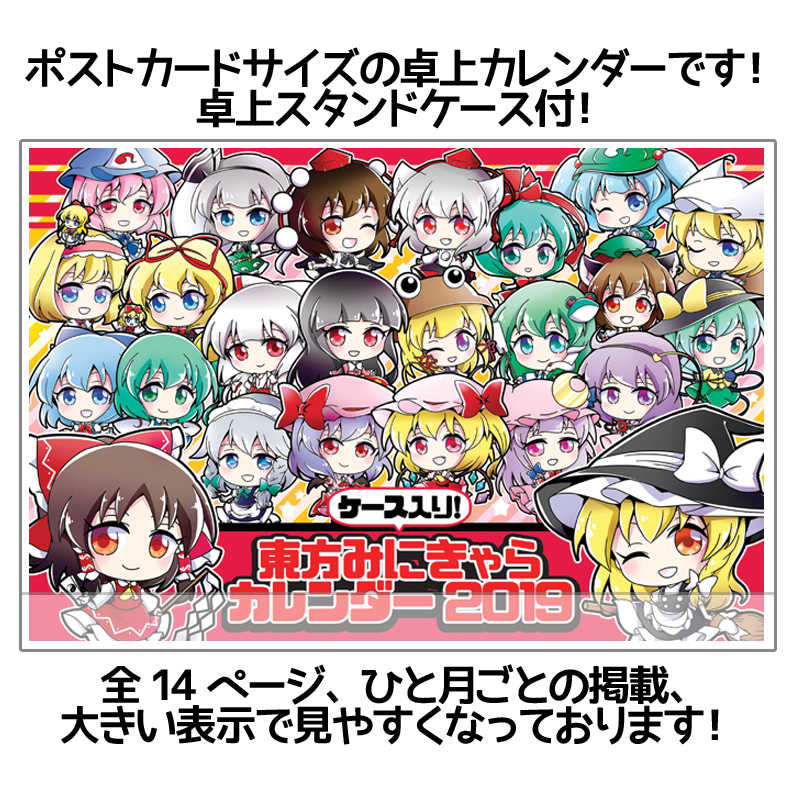 ポストカードサイズの卓上カレンダーです!
卓上スタンドケース付!
ケース入り!
東方みにきゃら
カレンダー 2019
全 14 ページ、ひと月ごとの掲載、
大きい表示で見やすくなっております!